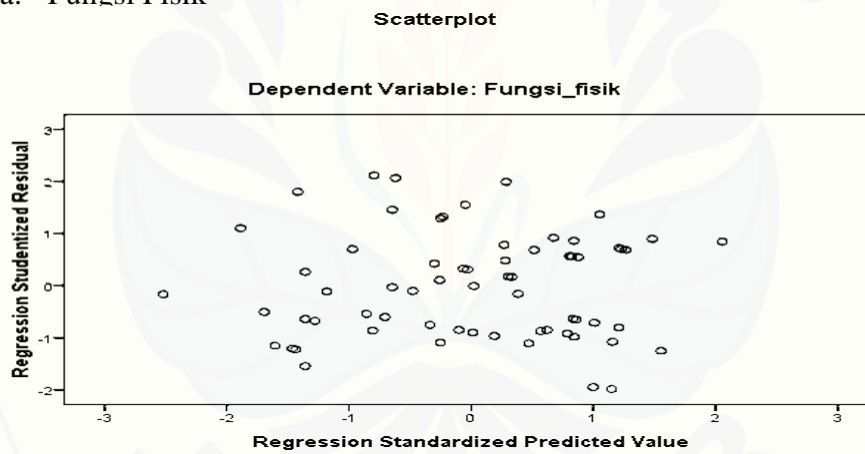 a. Fungsi Fisik
Scatterplot
Dependent Variable: Fungsi_fisik
Regression Studentized Residual
3
2
1
0
-1
-2
-3
-2
-1
0
1
2
3
Regression Standardized Predicted Value